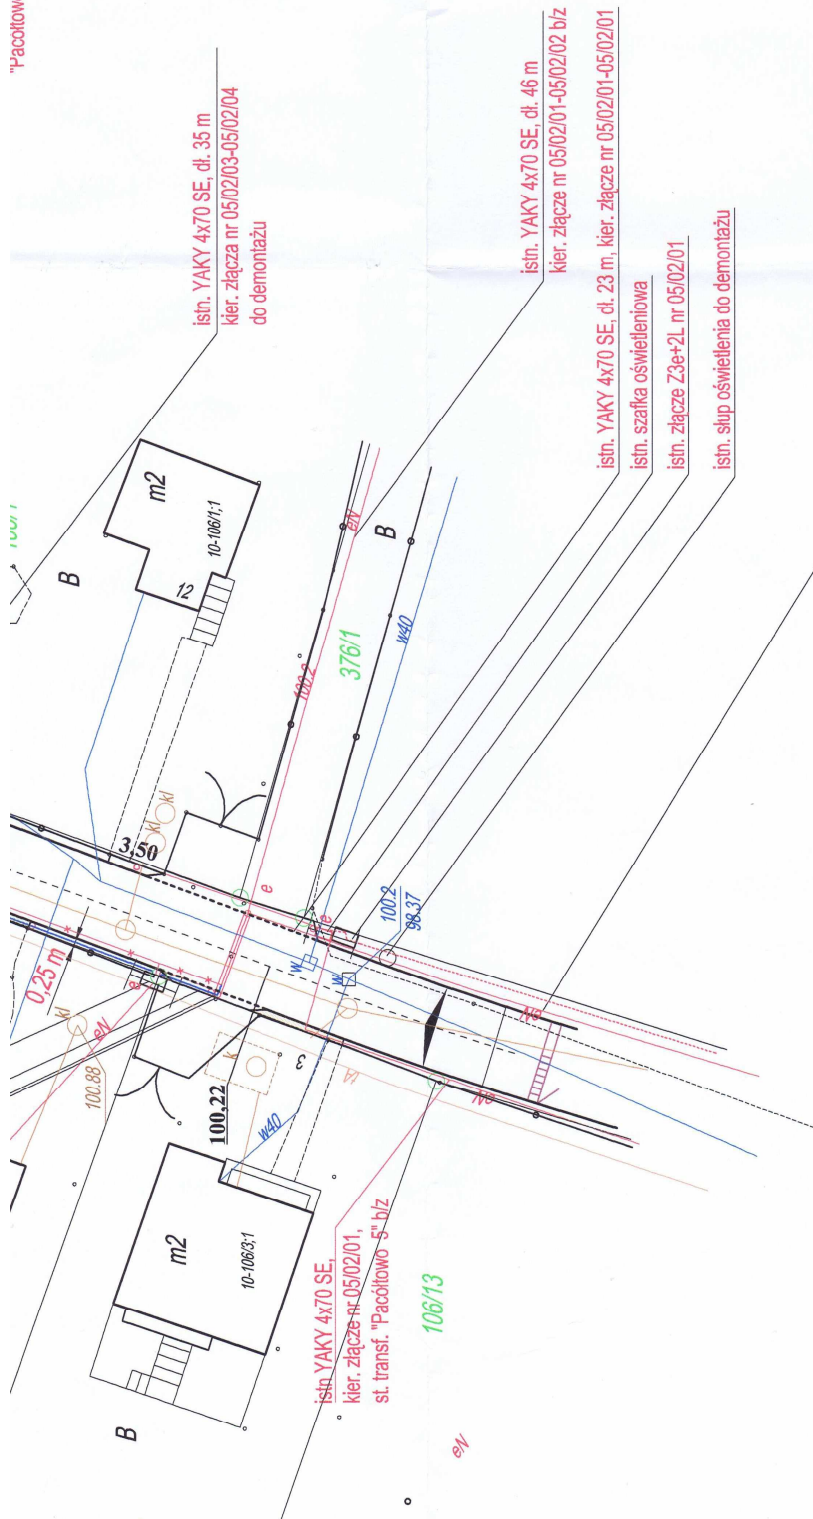 "Pacółtowo
istn. YAKY 4x70 SE, dł. 35 m
kier. złącza nr 05/02/03-05/02/04
do demontażu
istn. YAKY 4x70 SE, dł. 46 m
kier. złącze nr 05/02/01-05/02/02 b/z
istn. YAKY 4x70 SE, dł. 23 m, kier. złącze nr 05/02/01-05/02/01
istn. szafka oświetleniowa
istn. złącze Z3e+2L nr 05/02/01
istn. słup oświetlenia do demontażu
B
m2
10-106/1;1
12
eN
B
100.2
376/1
w40
kl
kl
3,50
e
e
100.2
98.37
w
w
0,25 m
a
eN
kl
100.88
k
3
100,22
tA
w40
eN
eN
m2
10-106/3;1
B
istn YAKY 4x70 SE,
kier. złącze nr 05/02/01,
st. transf. "Pacółtowo 5" b/z
106/13
eN